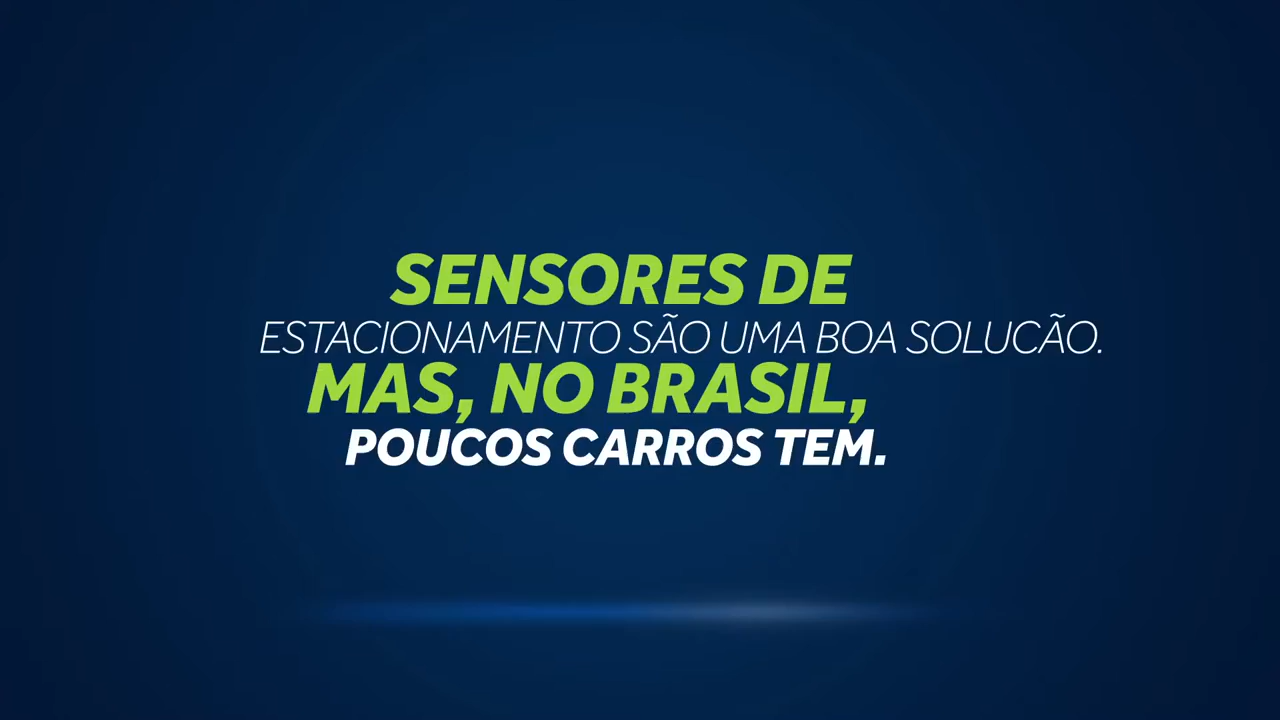 SENSORES DE
ESTACIONAMENTO SÃO UMA BOA SOLUCÃO.
MAS, NO BRASIL,
POUCOS CARROS TEM.